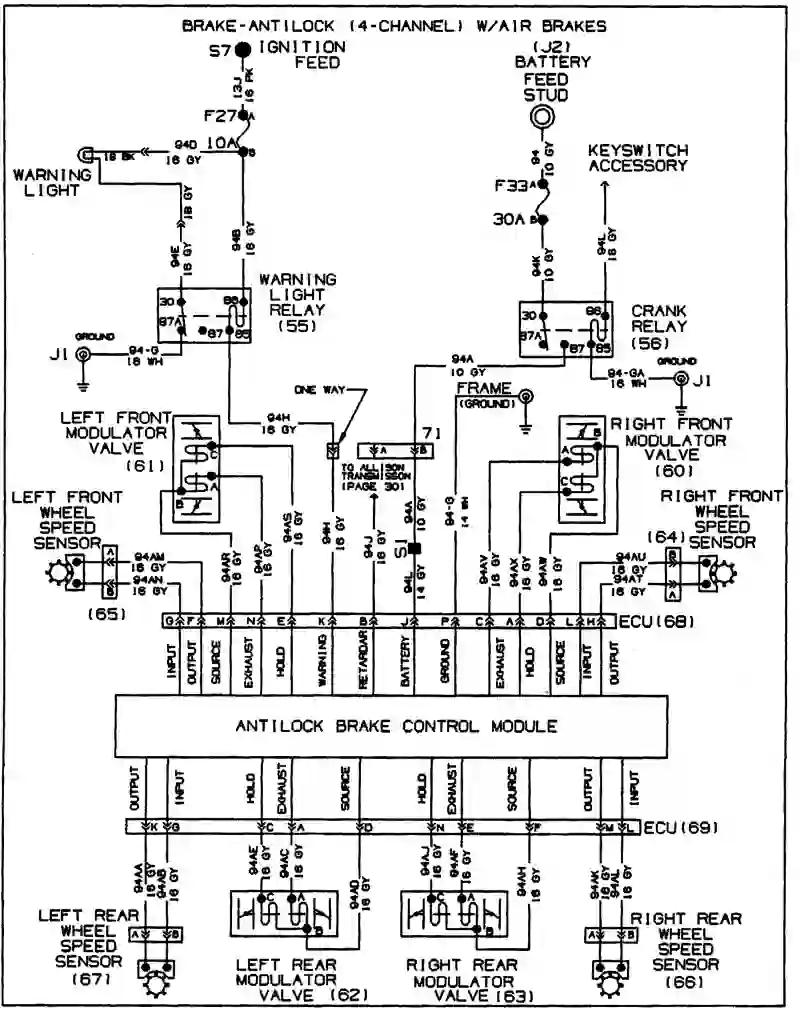 BRAKE-ANTILOCK (4-CHANNEL) W/AIR BRAKES
S7
IGNITION
FEED
(J2)
BATTERY
FEED
STUD
13J
16 PK
F27
A
10A
B
94D
16 GY
18 BK
WARNING
LIGHT
18 GY
94E
16 GY
94B
16 GY
94
10 GY
F33
A
30A
B
KEYSWITCH
ACCESSORY
94K
10 GY
94L
16 GY
30
86
87A
87
85
WARNING
LIGHT
RELAY
(55)
30
86
87A
87
85
CRANK
RELAY
(56)
GROUND
J1
94-G
16 WH
94A
10 GY
GROUND
94-GA
16 WH
J1
ONE WAY
FRAME
(GROUND)
94H
16 GY
LEFT FRONT
MODULATOR
VALVE
(61)
C
A
B
71
A
B
TO ALLISON
TRANSMISSON
(PAGE 30)
RIGHT FRONT
MODULATOR
VALVE
(60)
B
A
C
LEFT FRONT
WHEEL
SPEED
SENSOR
(65)
A
B
94AM
16 GY
94AN
16 GY
94AR
16 GY
94AP
16 GY
94AS
16 GY
94H
16 GY
94J
16 GY
94A
10 GY
S1
94L
14 GY
94-G
14 WH
94AV
16 GY
94AX
16 GY
94AW
16 GY
RIGHT FRONT
WHEEL
SPEED
SENSOR
(64)
B
A
94AU
16 GY
94AT
16 GY
G F M N E K B J P C A D L H
ECU(68)
INPUT
OUTPUT
SOURCE
EXHAUST
HOLD
WARNING
RETARDAR
BATTERY
GROUND
EXHAUST
HOLD
SOURCE
INPUT
OUTPUT
ANTILOCK BRAKE CONTROL MODULE
OUTPUT
INPUT
HOLD
EXHAUST
SOURCE
HOLD
EXHAUST
SOURCE
OUTPUT
INPUT
K G C A D N E F M L
ECU(69)
94AA
16 GY
94AB
16 GY
94AE
16 GY
94AC
16 GY
94AD
16 GY
94AJ
16 GY
94AF
16 GY
94AH
16 GY
94AK
16 GY
94AL
16 GY
LEFT REAR
WHEEL
SPEED
SENSOR
(67)
A
B
C
A
B
LEFT REAR
MODULATOR
VALVE (62)
C
A
B
RIGHT REAR
MODULATOR
VALVE (63)
A
B
RIGHT REAR
WHEEL
SPEED
SENSOR
(66)